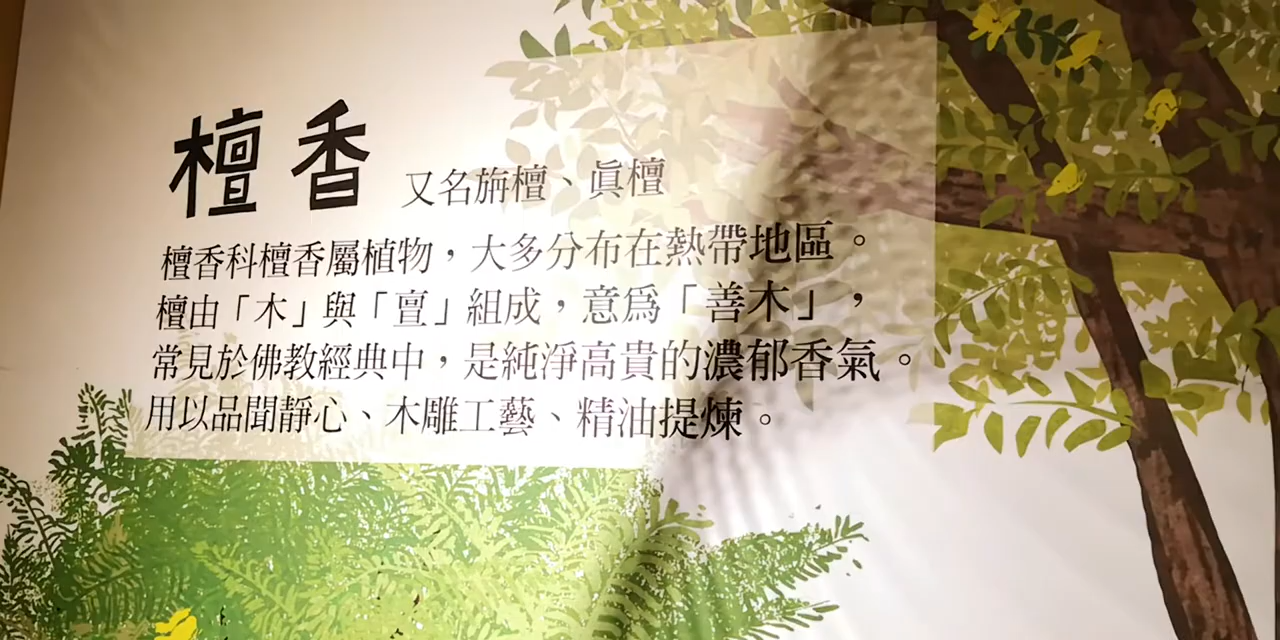 檀香 又名旃檀、眞檀
檀香科檀香屬植物，大多分布在熱帶地區。
檀由「木」與「亶」組成，意爲「善木」，
常見於佛教經典中，是純淨高貴的濃郁香氣。
用以品聞靜心、木雕工藝、精油提煉。